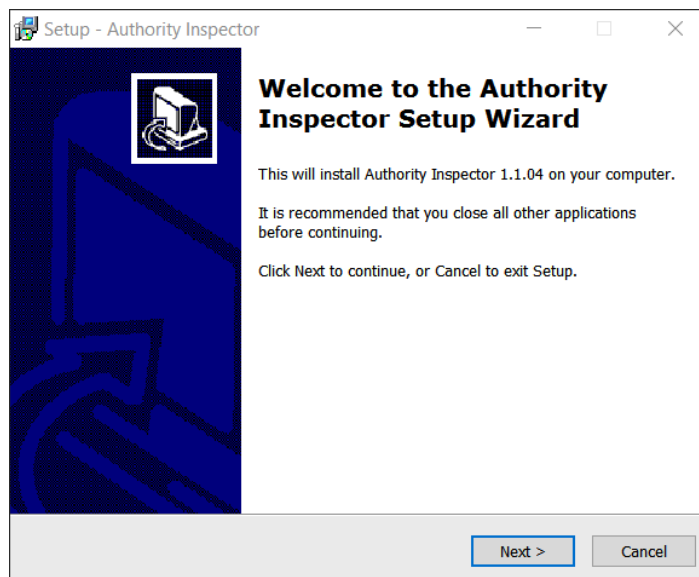 Setup - Authority Inspector
Welcome to the Authority
Inspector Setup Wizard
This will install Authority Inspector 1.1.04 on your computer.
It is recommended that you close all other applications
before continuing.
Click Next to continue, or Cancel to exit Setup.
Next >
Cancel